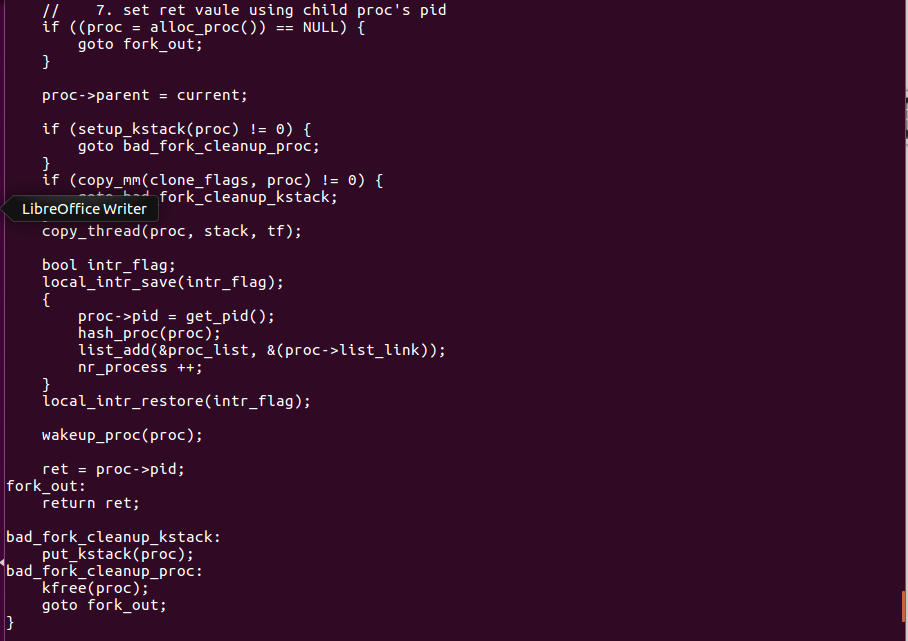 //    7. set ret vaule using child proc's pid
    if ((proc = alloc_proc()) == NULL) {
        goto fork_out;
    }

    proc->parent = current;

    if (setup_kstack(proc) != 0) {
        goto bad_fork_cleanup_proc;
    }
    if (copy_mm(clone_flags, proc) != 0) {
        goto bad_fork_cleanup_kstack;
LibreOffice Writer
    copy_thread(proc, stack, tf);

    bool intr_flag;
    local_intr_save(intr_flag);
    {
        proc->pid = get_pid();
        hash_proc(proc);
        list_add(&proc_list, &(proc->list_link));
        nr_process ++;
    }
    local_intr_restore(intr_flag);

    wakeup_proc(proc);

    ret = proc->pid;
fork_out:
    return ret;

bad_fork_cleanup_kstack:
    put_kstack(proc);
bad_fork_cleanup_proc:
    kfree(proc);
    goto fork_out;
}